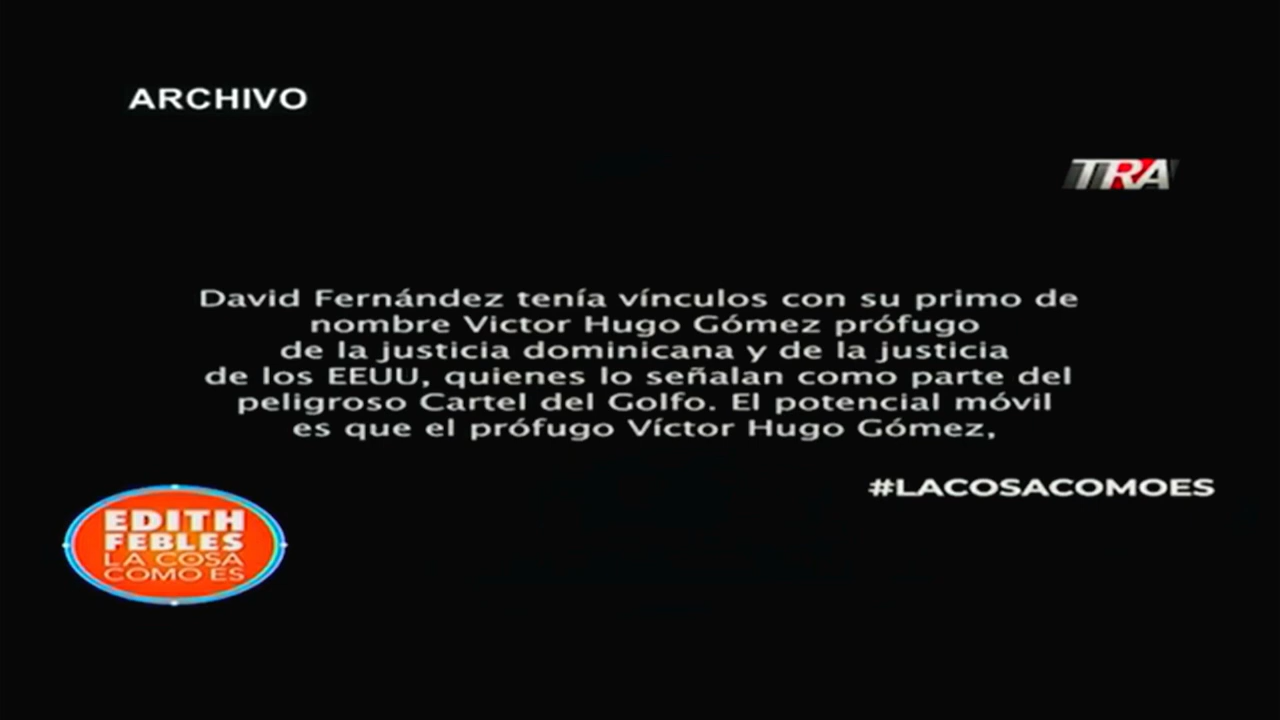 ARCHIVO
TRA
David Fernández tenía vínculos con su primo de
nombre Victor Hugo Gómez prófugo
de la justicia dominicana y de la justicia
de los EEUU, quienes lo señalan como parte del
peligroso Cartel del Golfo. El potencial móvil
es que el prófugo Víctor Hugo Gómez,
#LACOSACOMOES
EDITH
FEBLES
LA COSA
COMO ES